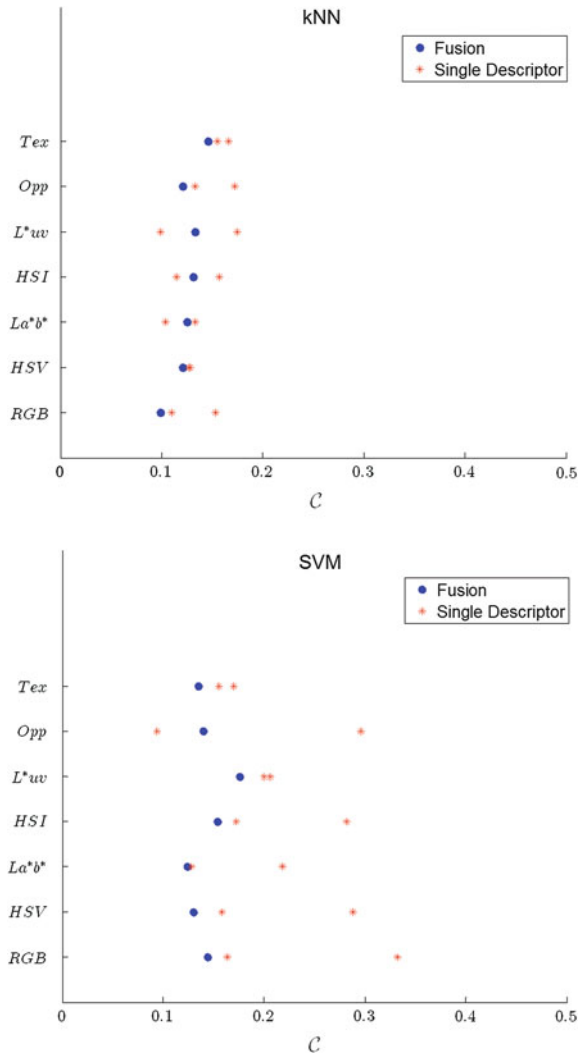 kNN
Fusion
Single Descriptor
Tex
Opp
L*uv
HSI
La*b*
HSV
RGB
0 0.1 0.2 0.3 0.4 0.5
C
SVM
Fusion
Single Descriptor
Tex
Opp
L*uv
HSI
La*b*
HSV
RGB
0 0.1 0.2 0.3 0.4 0.5
C